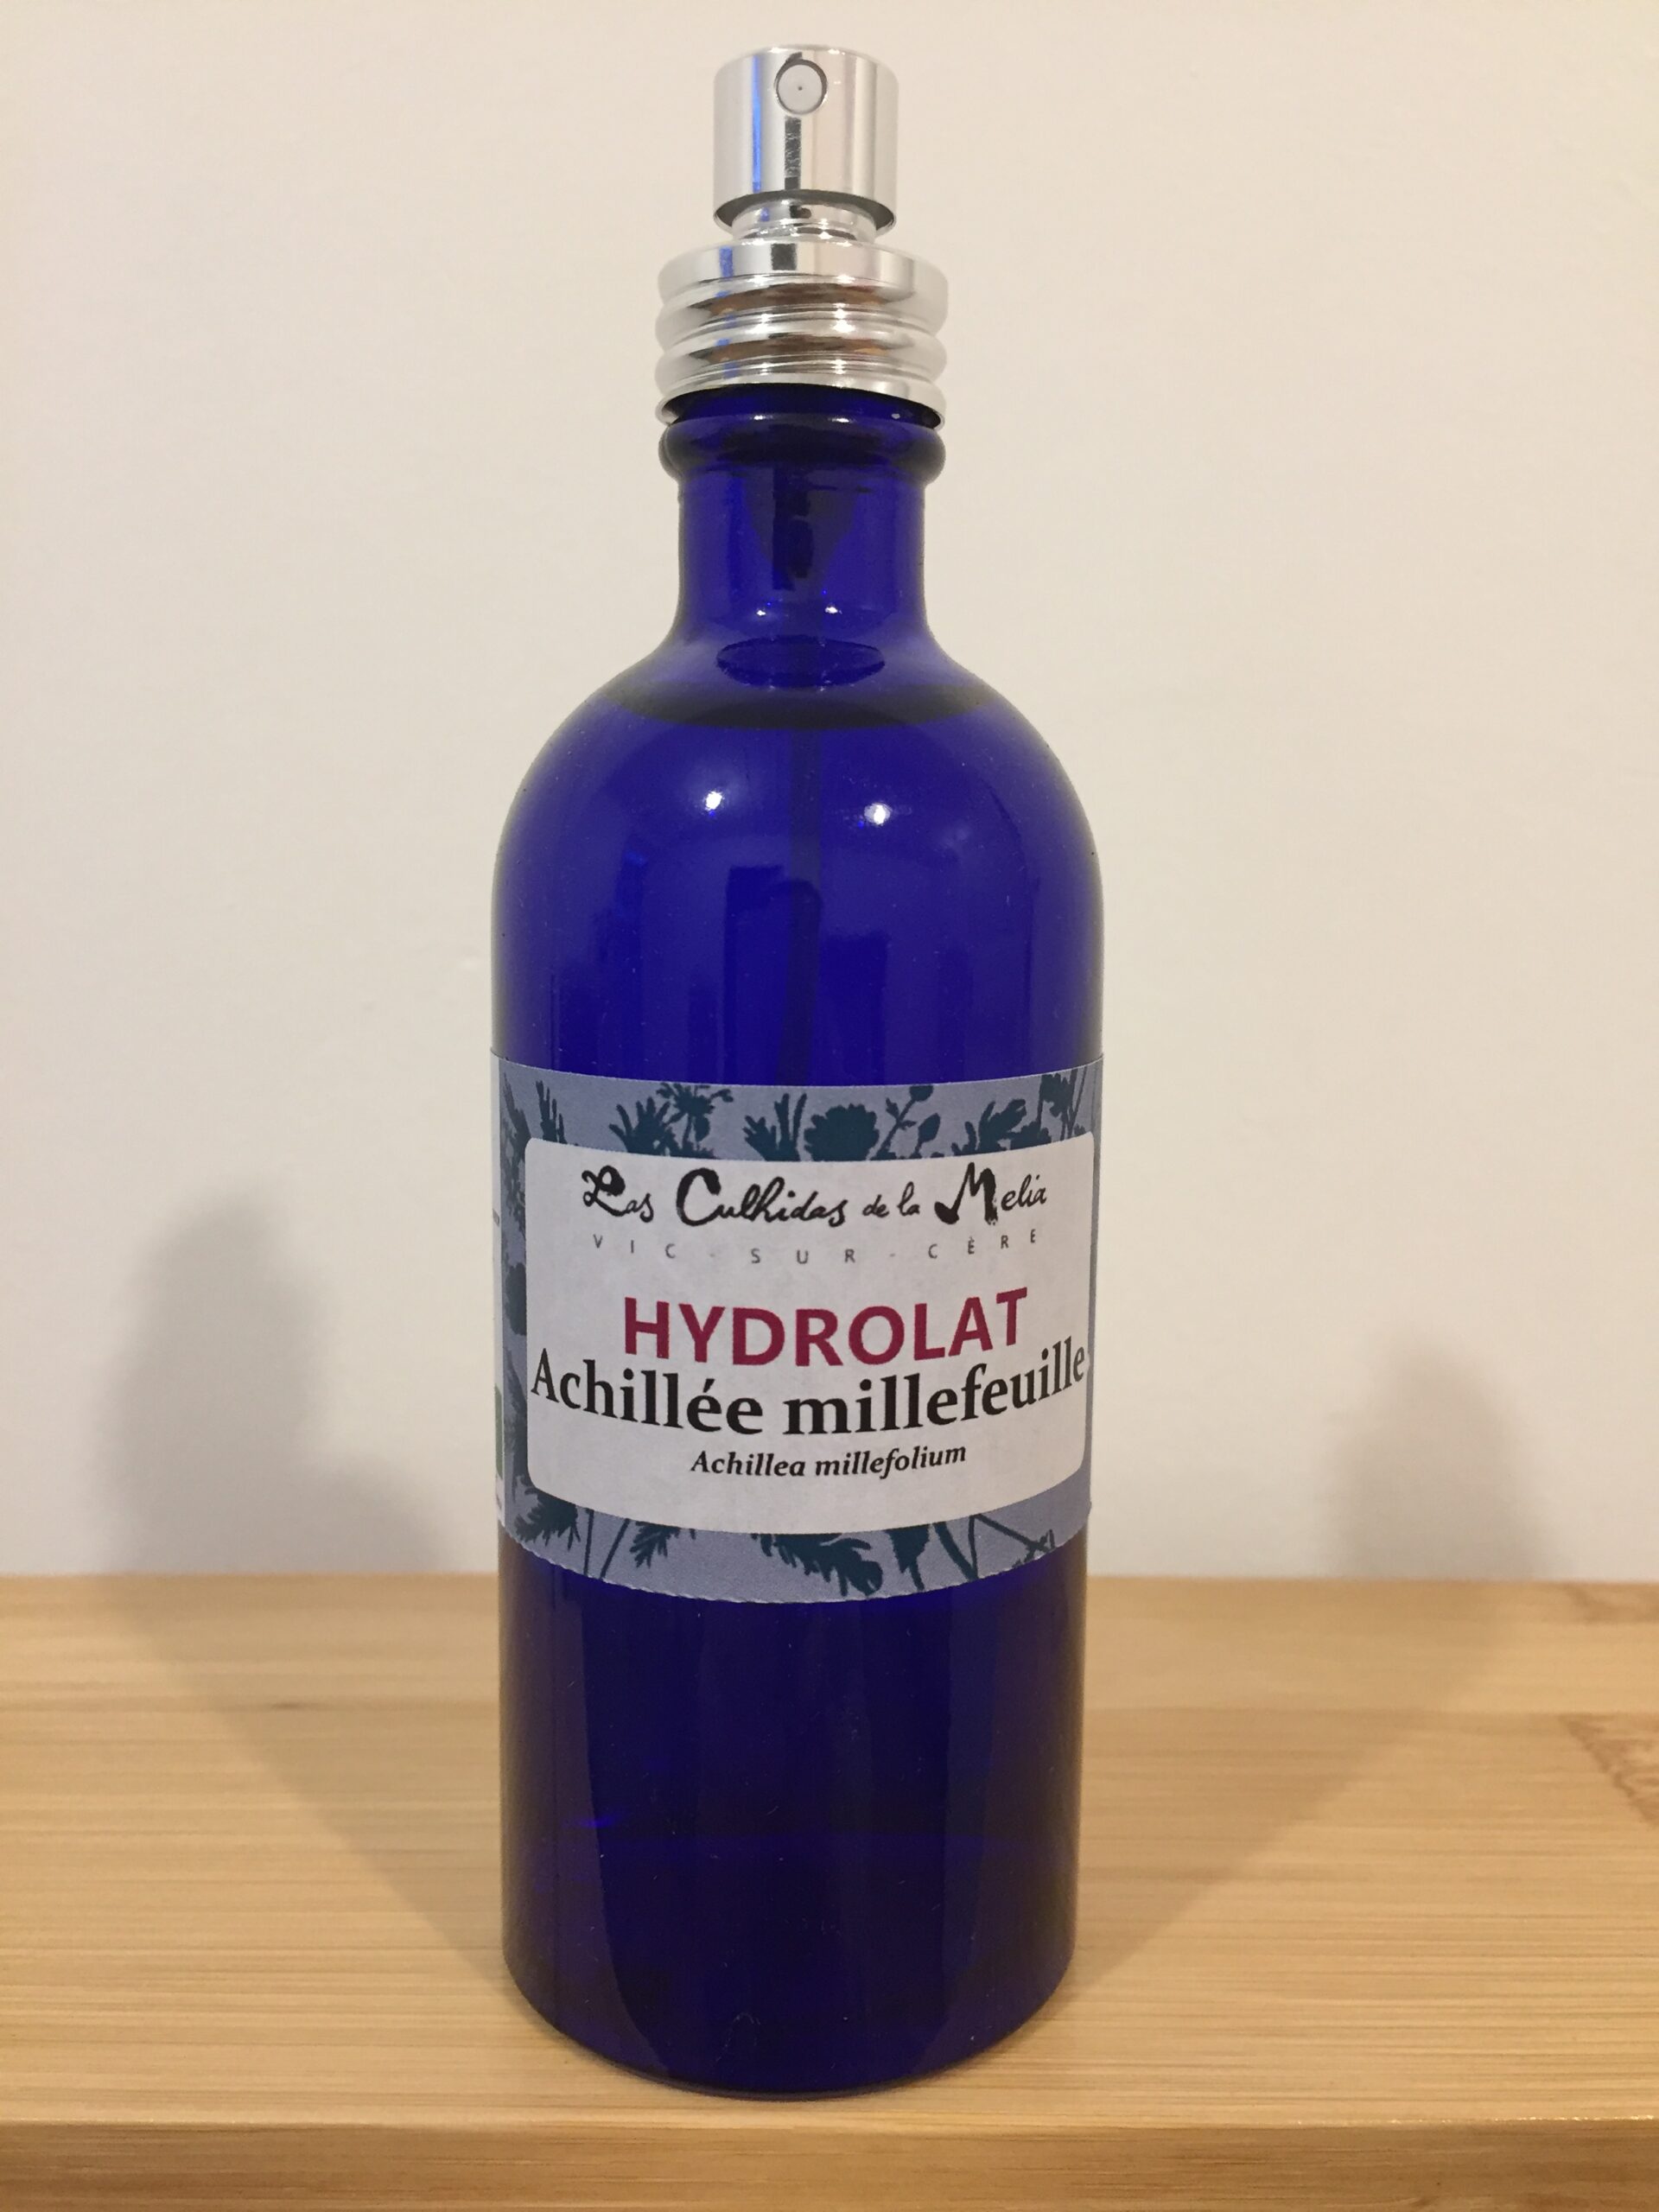 Las Culhidas de la Melia
VIC-SUR-CÈRE
HYDROLAT
Achillée millefeuille
Achillea millefolium